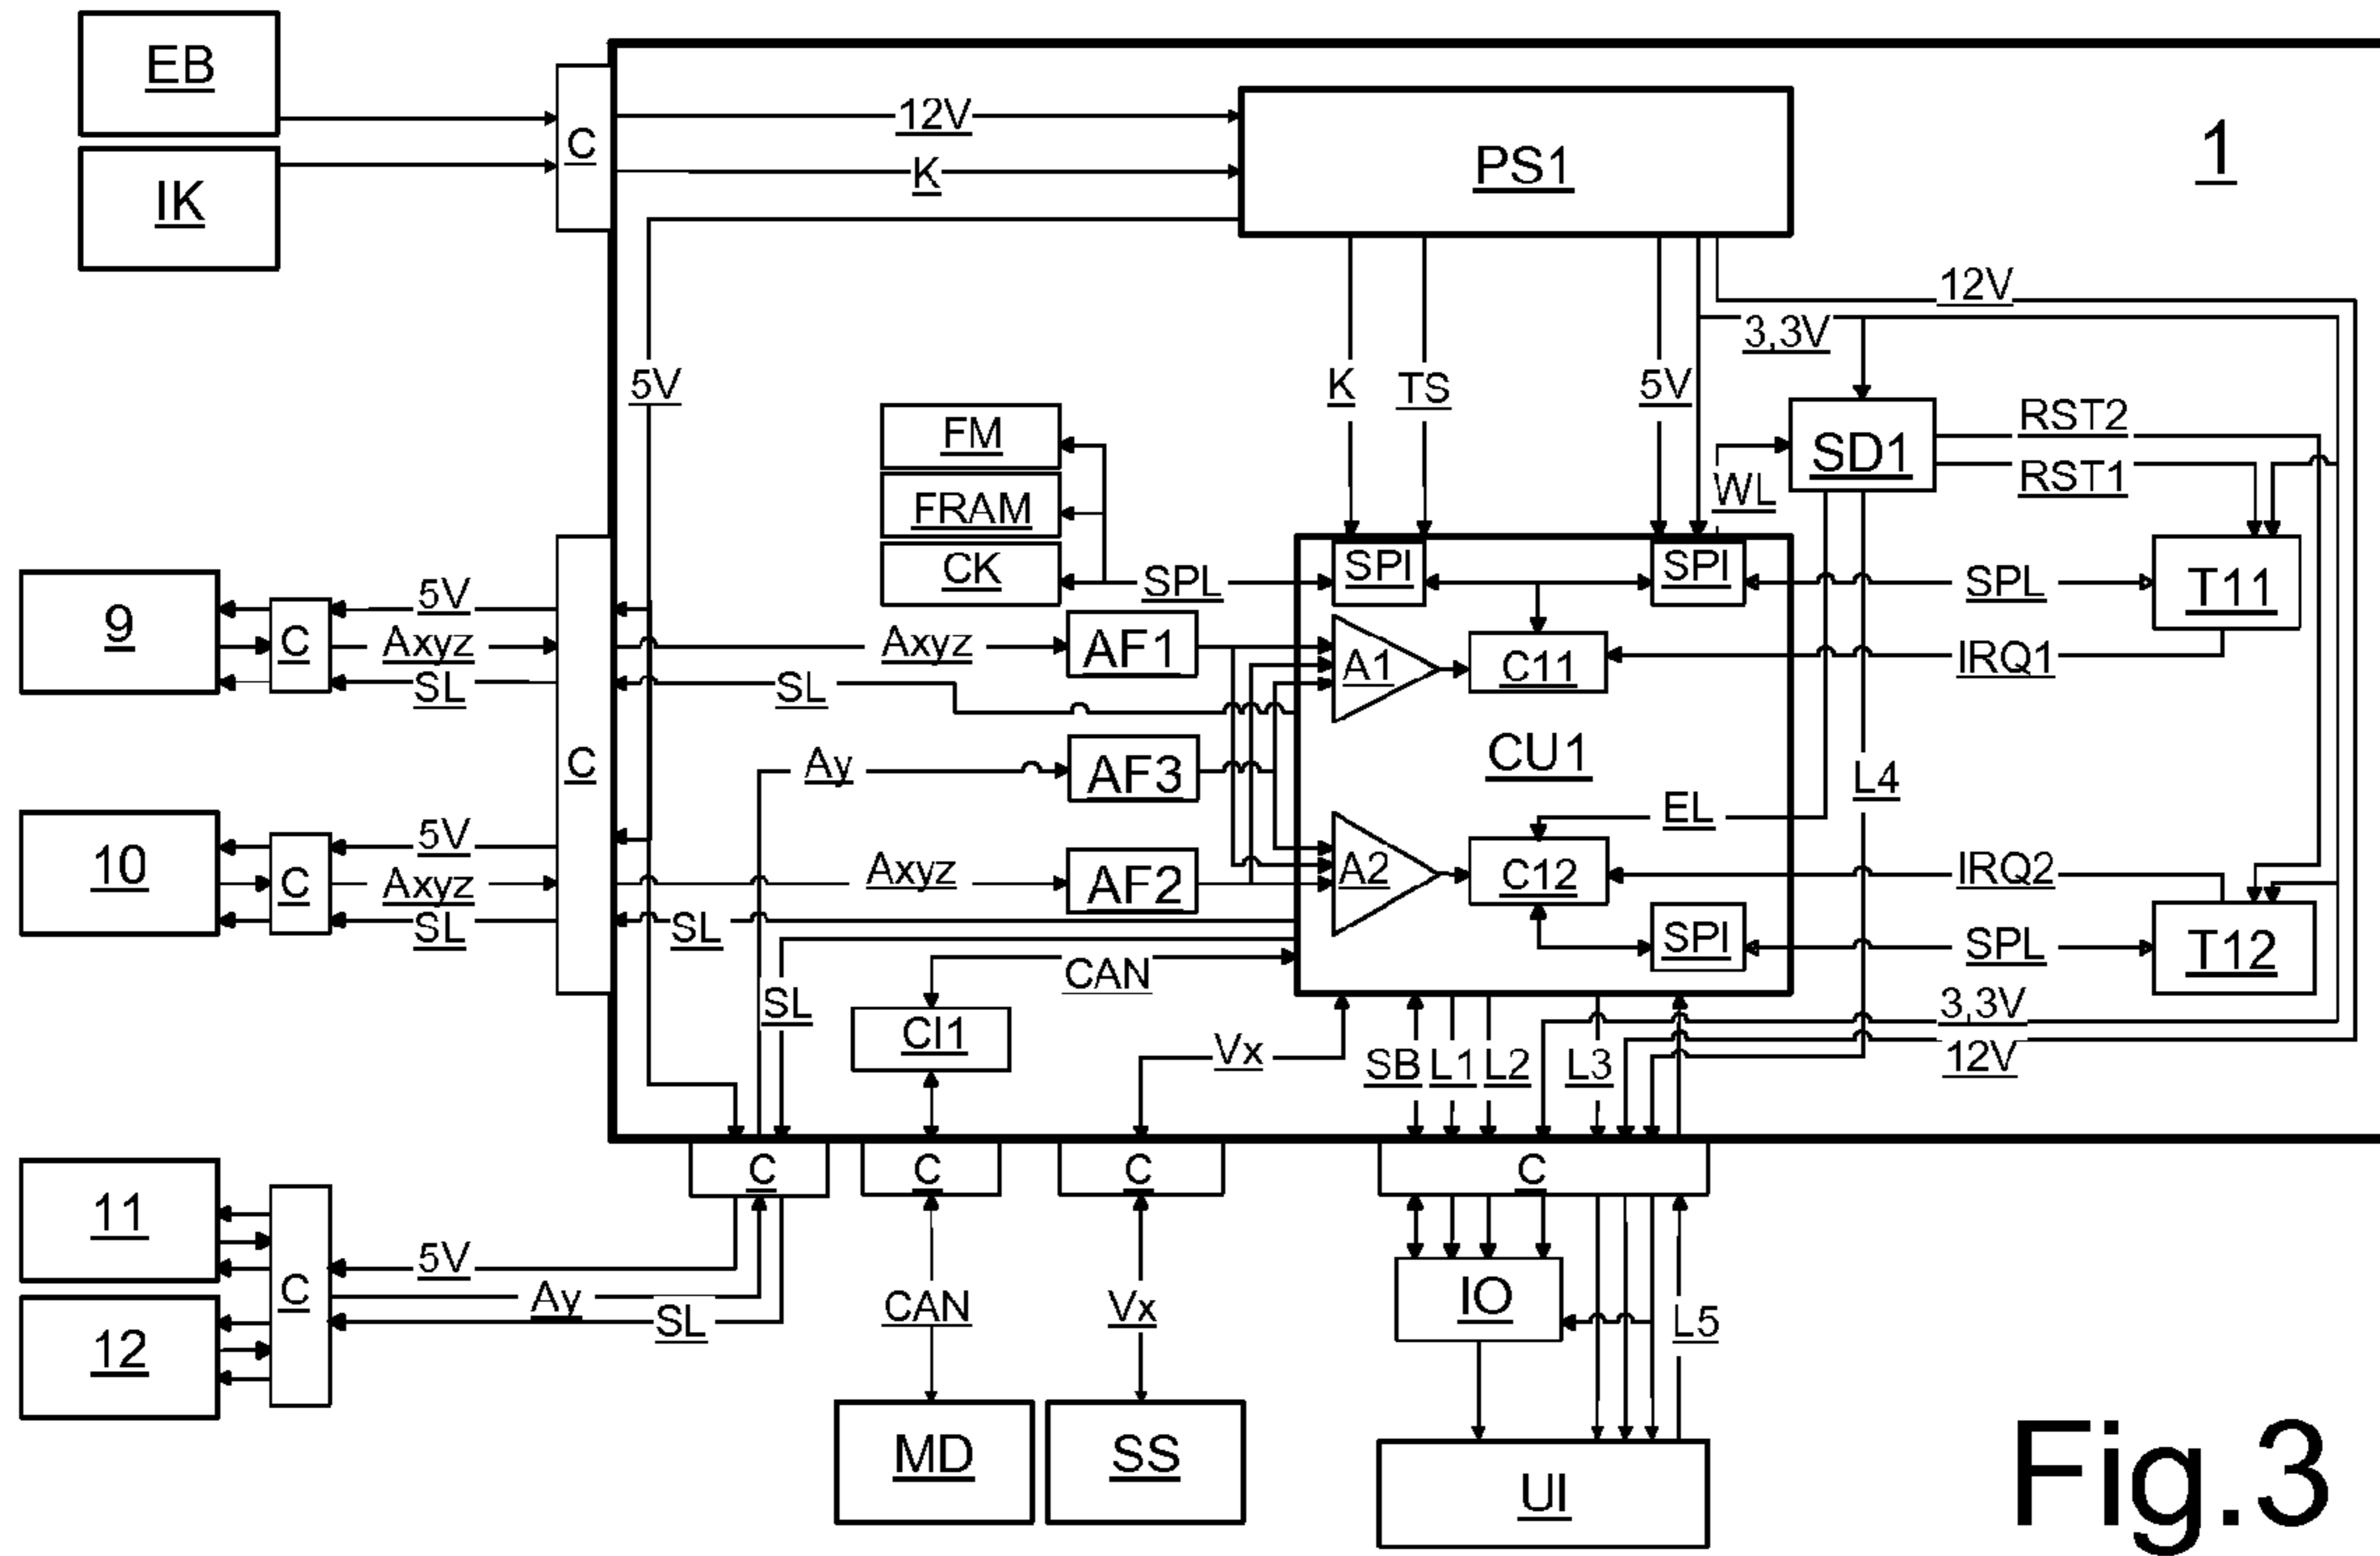 EB
12V
C
PS1
1
K
IK
12V
3,3V
5V
K
TS
5V
RST2
FM
SD1
RST1
WL
FRAM
CK
SPL
SPI
SPI
SPL
T11
9
5V
C
Axyz
Axyz
AF1
A1
C11
IRQ1
SL
SL
CU1
C
Ay
AF3
L4
EL
10
5V
C
Axyz
Axyz
AF2
A2
C12
IRQ2
SL
SL
SPI
SPL
T12
CAN
SL
3,3V
CI1
Vx
SB
L1
L2
L3
12V
C
C
C
C
11
5V
C
Ay
CAN
Vx
IO
SL
L5
12
MD
SS
UI
Fig.3